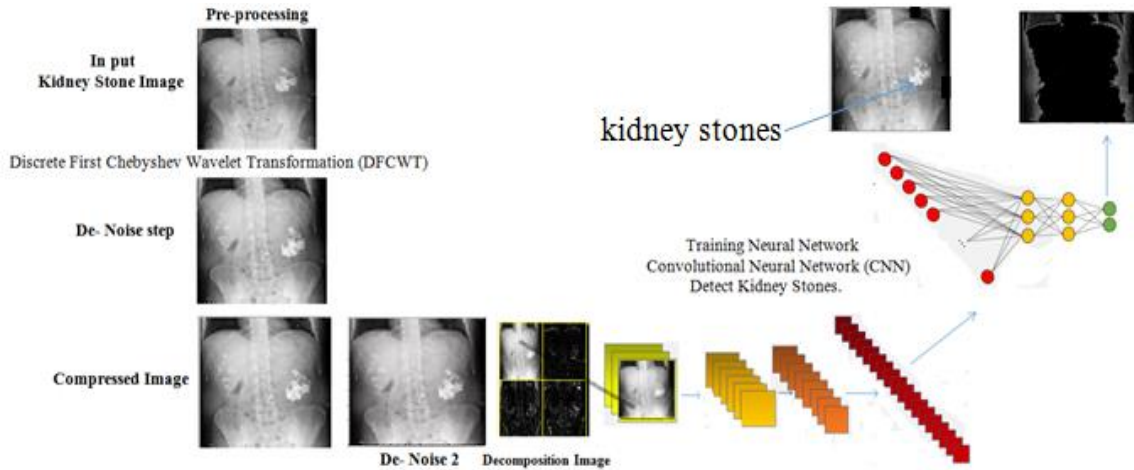 Pre-processing
In put
Kidney Stone Image
kidney stones
Discrete First Chebyshev Wavelet Transformation (DFCWT)
De- Noise step
Training Neural Network
Convolutional Neural Network (CNN)
Detect Kidney Stones.
Compressed Image
De- Noise 2
Decomposition Image